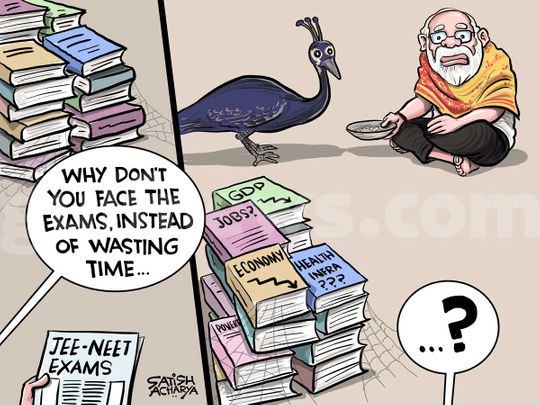 WHY DON'T
YOU FACE THE
EXAMS, INSTEAD
OF WASTING
TIME...
JEE-NEET
EXAMS
SATISH
ACHARYA
GDP
JOBS?
ECONOMY
HEALTH
INFRA
???
...?